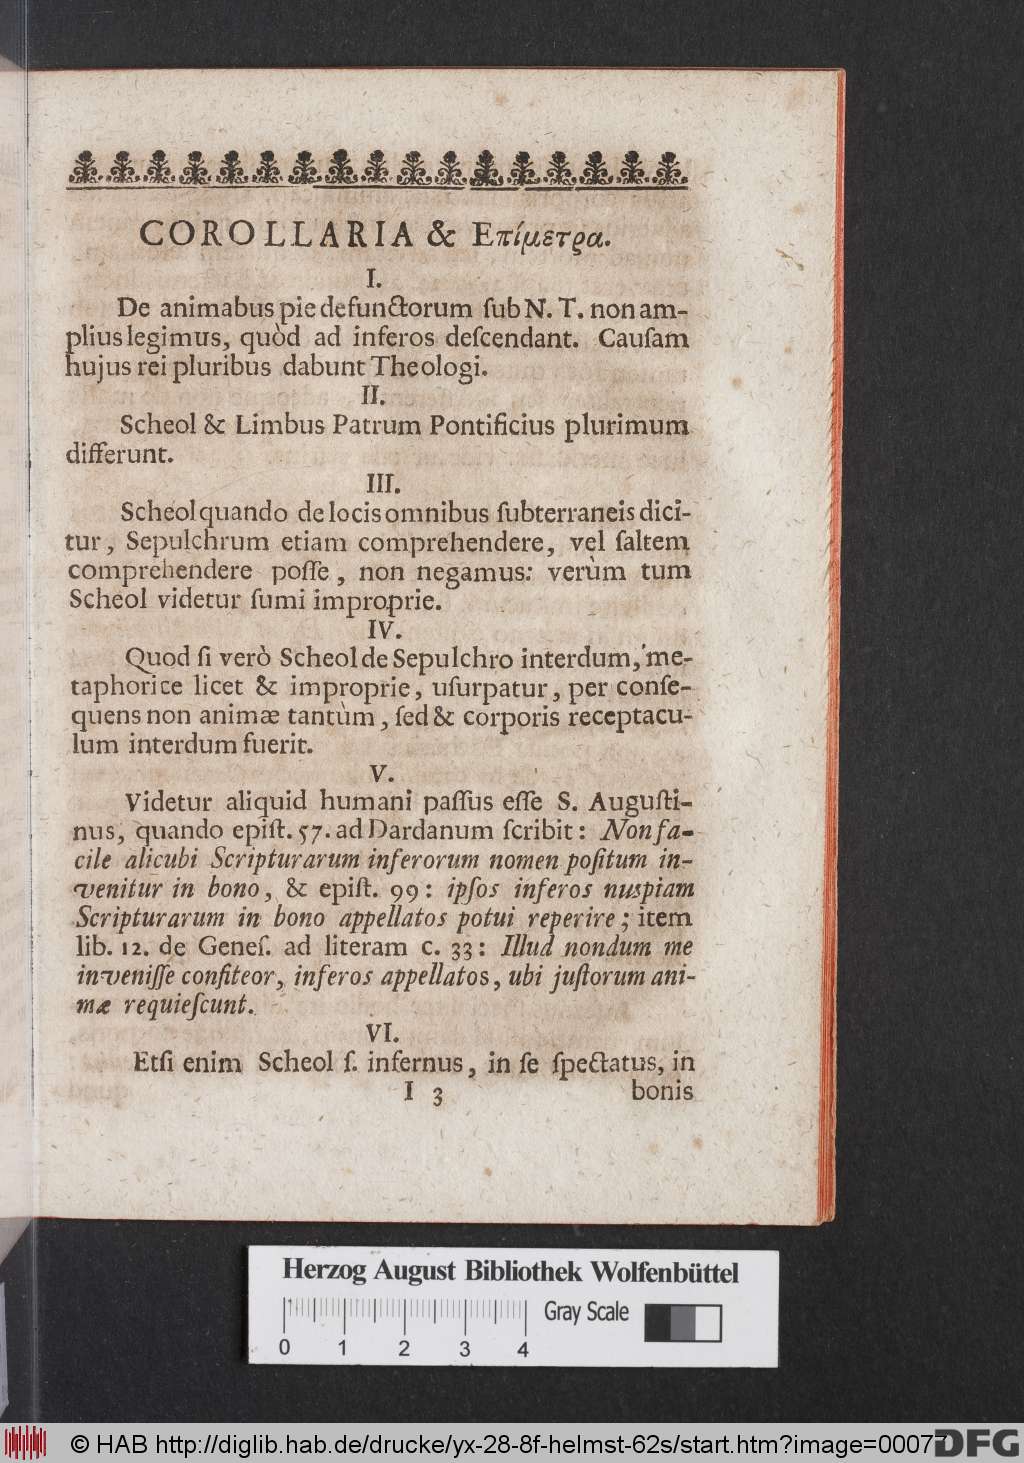 COROLLARIA & Επίμετρα.
I.
De animabus pie defunctorum ſub N. T. non am-
plius legimus, quòd ad inferos deſcendant. Cauſam
hujus rei pluribus dabunt Theologi.
II.
Scheol & Limbus Patrum Pontificius plurimum
differunt.
III.
Scheol quando de locis omnibus ſubterraneis dici-
tur, Sepulchrum etiam comprehendere, vel ſaltem
comprehendere poſſe, non negamus: verùm tum
Scheol videtur ſumi improprie.
IV.
Quod ſi verò Scheol de Sepulchro interdum, me-
taphorice licet & improprie, uſurpatur, per conſe-
quens non animæ tantùm, ſed & corporis receptacu-
lum interdum fuerit.
V.
Videtur aliquid humani paſſus eſſe S. Auguſti-
nus, quando epiſt. 57. ad Dardanum ſcribit: Non fa-
cile alicubi Scripturarum inferorum nomen poſitum in-
venitur in bono, & epiſt. 99: ipſos inferos nuspiam
Scripturarum in bono appellatos potui reperire; item
lib. 12. de Geneſ. ad literam c. 33: Illud nondum me
inveniſſe confiteor, inferos appellatos, ubi juſtorum ani-
mæ requieſcunt.
VI.
Etſi enim Scheol ſ. infernus, in ſe ſpectatus, in
I 3 bonis
Herzog August Bibliothek Wolfenbüttel
Gray Scale
0 1 2 3 4
© HAB http://diglib.hab.de/drucke/yx-28-8f-helmst-62s/start.htm?image=00077
DFG